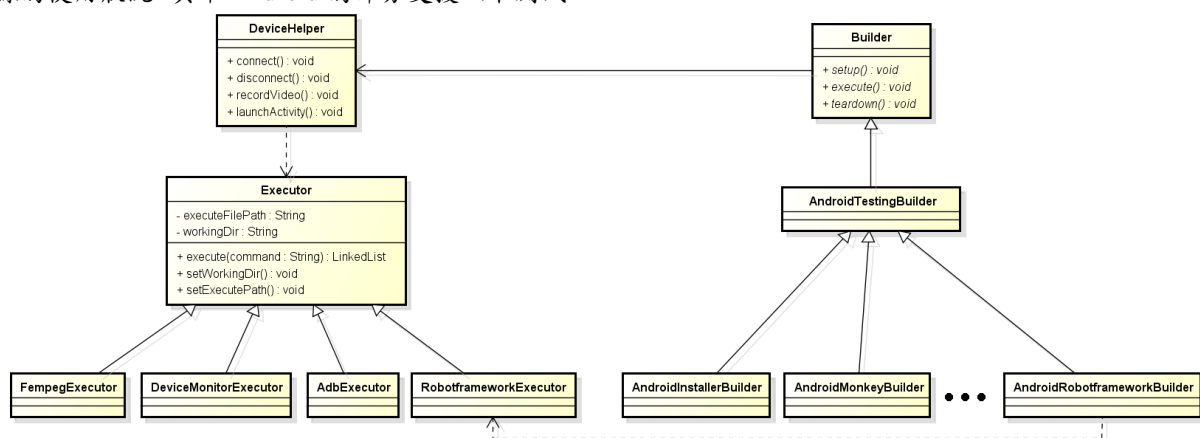 DeviceHelper
+ connect() : void
+ disconnect() : void
+ recordVideo() : void
+ launchActivity() : void
Builder
+ setup() : void
+ execute() : void
+ teardown() : void
Executor
- executeFilePath : String
- workingDir : String
+ execute(command : String) : LinkedList
+ setWorkingDir() : void
+ setExecutePath() : void
AndroidTestingBuilder
FempegExecutor
DeviceMonitorExecutor
AdbExecutor
RobotframeworkExecutor
AndroidInstallerBuilder
AndroidMonkeyBuilder
AndroidRobotframeworkBuilder